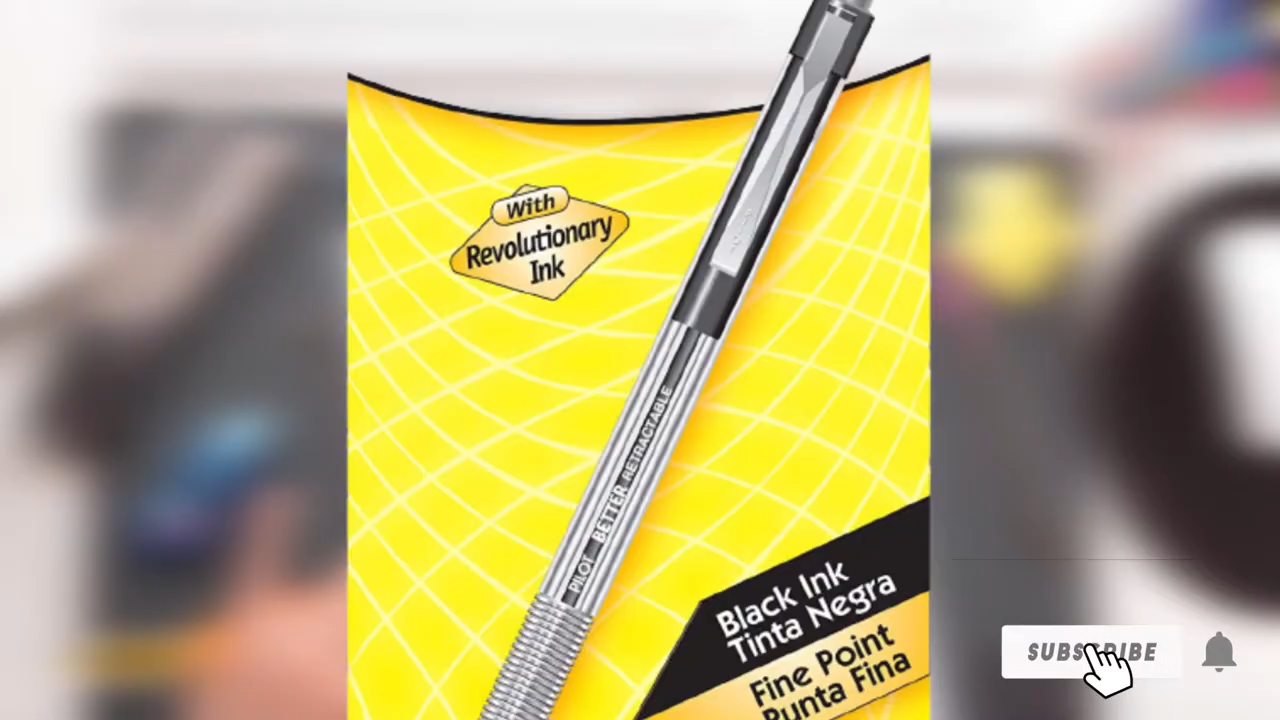 With
Revolutionary
Ink
PILOT BETTER RETRACTABLE
Black Ink
Tinta Negra
Fine Point
Punta Fina
SUBSCRIBE